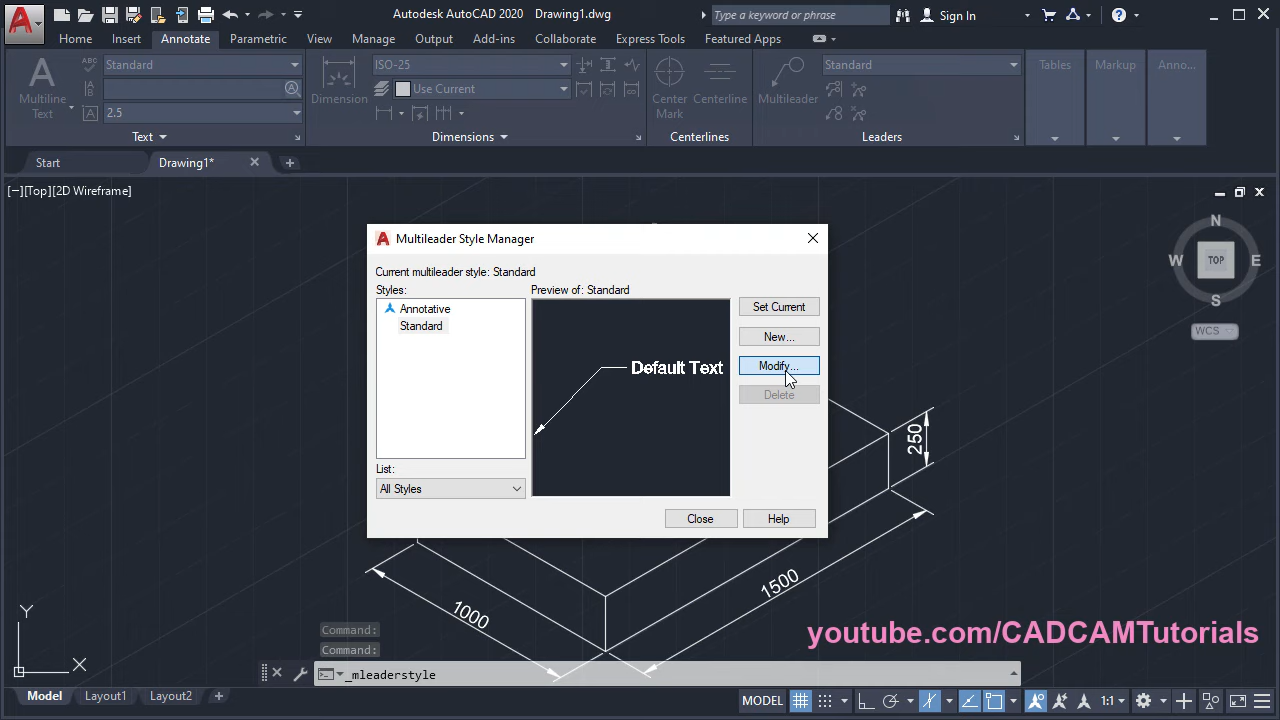 Autodesk AutoCAD 2020 Drawing1.dwg
Type a keyword or phrase
Sign In
Home Insert Annotate Parametric View Manage Output Add-ins Collaborate Express Tools Featured Apps
Standard
ISO-25
Standard
Use Current
2.5
Multiline
Text
Dimension
Center
Mark
Centerline
Multileader
Tables
Markup
Anno...
Text
Dimensions
Centerlines
Leaders
Start
Drawing1*
[−][Top][2D Wireframe]
N
W
TOP
E
S
WCS
Multileader Style Manager
Current multileader style: Standard
Styles:
Annotative
Standard
Preview of: Standard
Default Text
Set Current
New...
Modify...
Delete
List:
All Styles
Close
Help
250
1500
1000
Y
X
Command:
Command:
_mleaderstyle
youtube.com/CADCAMTutorials
Model
Layout1
Layout2
MODEL
1:1